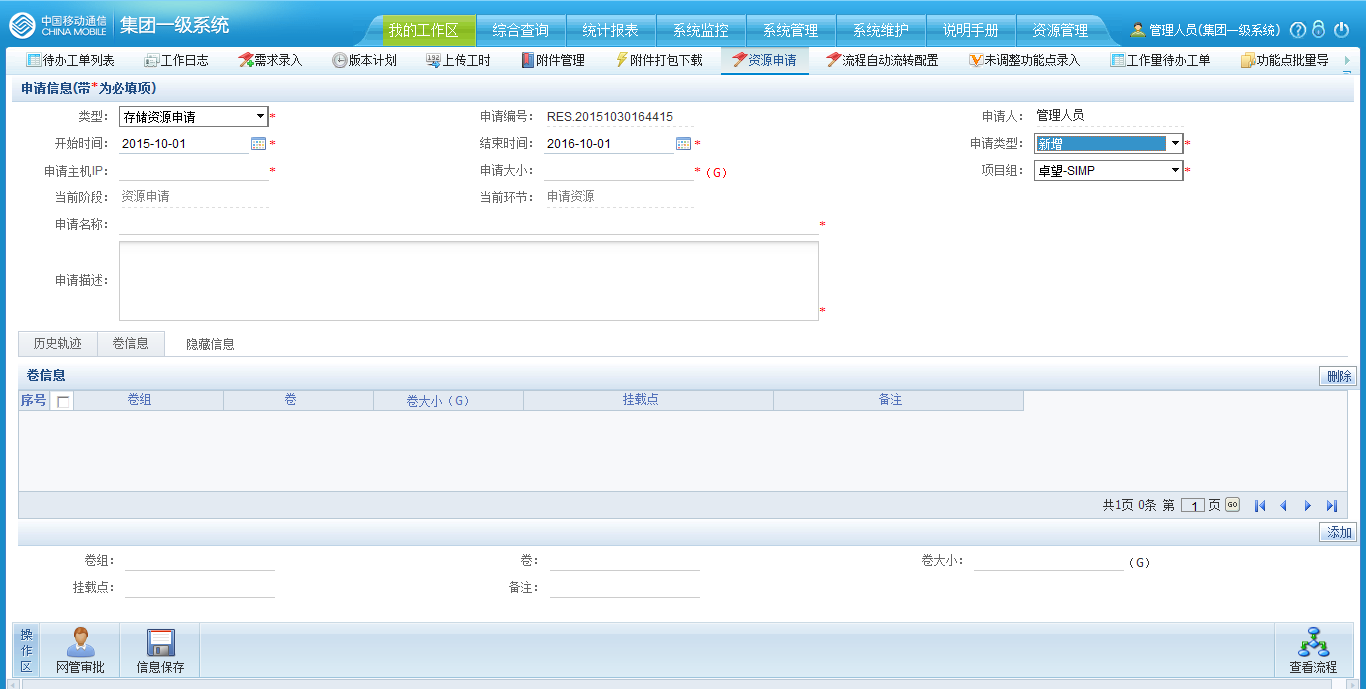 中国移动通信
CHINA MOBILE
集团一级系统
我的工作区 综合查询 统计报表 系统监控 系统管理 系统维护 说明手册 资源管理
管理人员(集团一级系统)
待办工单列表 工作日志 需求录入 版本计划 上传工时 附件管理 附件打包下载 资源申请 流程自动流转配置 未调整功能点录入 工作量待办工单 功能点批量导
申请信息(带*为必填项)
类型: 存储资源申请 * 申请编号: RES.20151030164415 申请人: 管理人员
开始时间: 2015-10-01 * 结束时间: 2016-10-01 * 申请类型: 新增 *
申请主机IP: * 申请大小: * (G) 项目组: 卓望-SIMP *
当前阶段: 资源申请 当前环节: 申请资源
申请名称: *
申请描述: *
历史轨迹 卷信息 隐藏信息
卷信息 删除
序号 卷组 卷 卷大小(G) 挂载点 备注
共1页 0条 第 1 页 GO
添加
卷组: 卷: 卷大小: (G)
挂载点: 备注:
操作区 网管审批 信息保存 查看流程